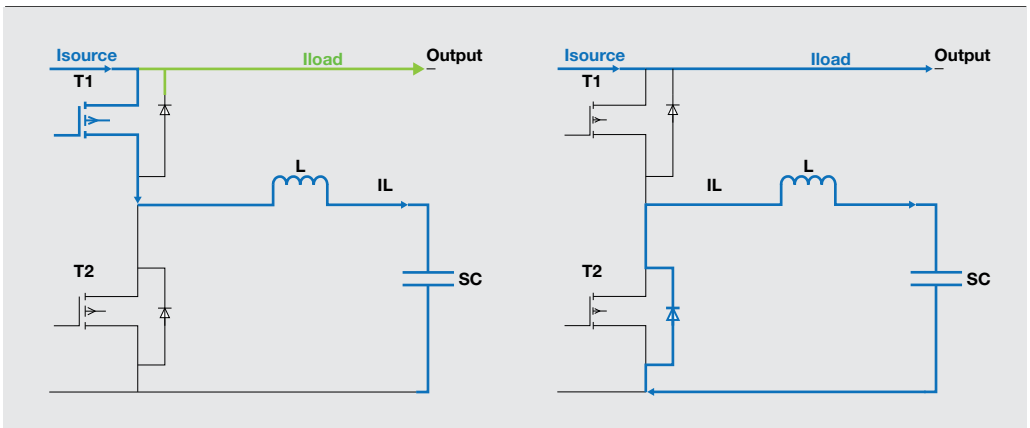 Isource
Iload
Output
T1
L
IL
T2
SC
Isource
Iload
Output
T1
L
IL
T2
SC